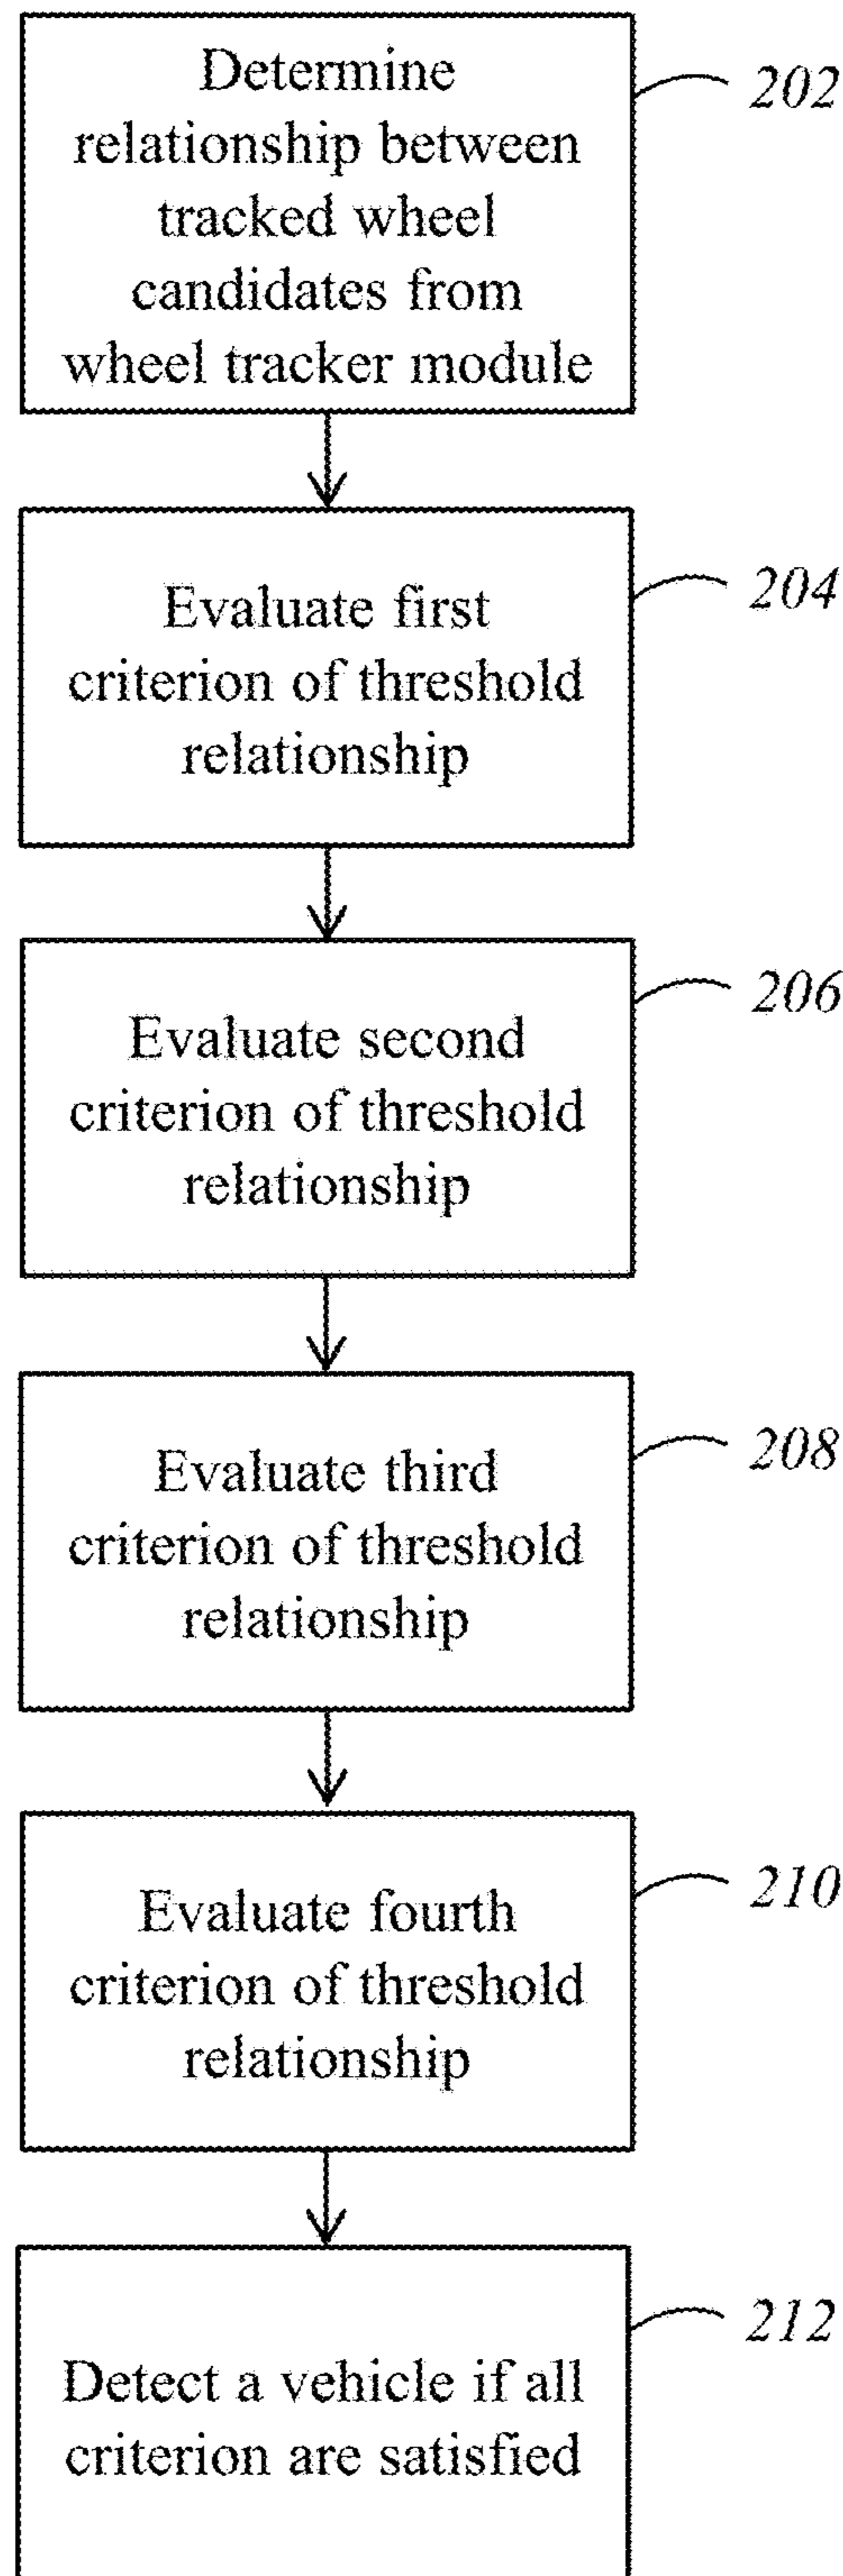 Determine
relationship between
tracked wheel
candidates from
wheel tracker module
202
Evaluate first
criterion of threshold
relationship
204
Evaluate second
criterion of threshold
relationship
206
Evaluate third
criterion of threshold
relationship
208
Evaluate fourth
criterion of threshold
relationship
210
Detect a vehicle if all
criterion are satisfied
212